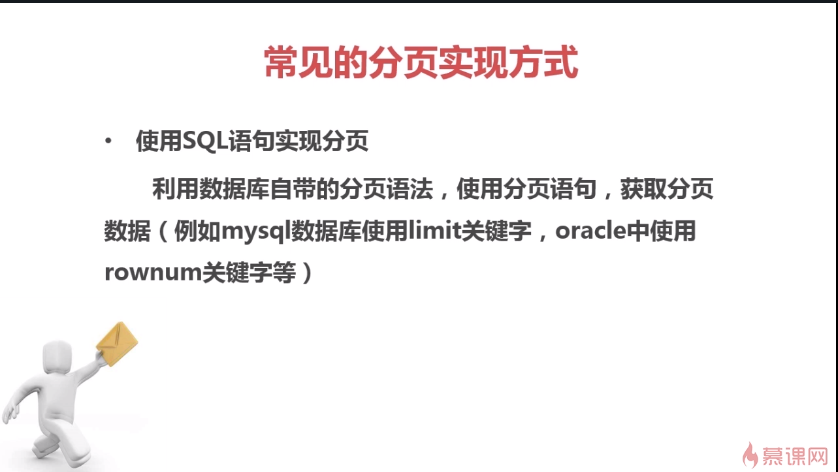 常见的分页实现方式
• 使用SQL语句实现分页
利用数据库自带的分页语法，使用分页语句，获取分页
数据（例如mysql数据库使用limit关键字，oracle中使用
rownum关键字等）
慕课网